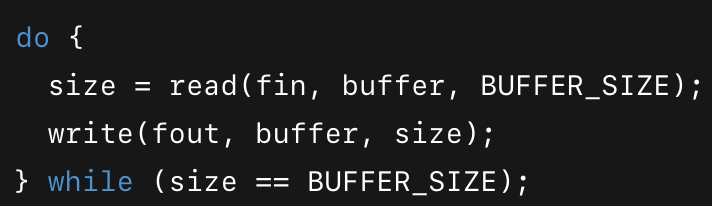 do {
  size = read(fin, buffer, BUFFER_SIZE);
  write(fout, buffer, size);
} while (size == BUFFER_SIZE);